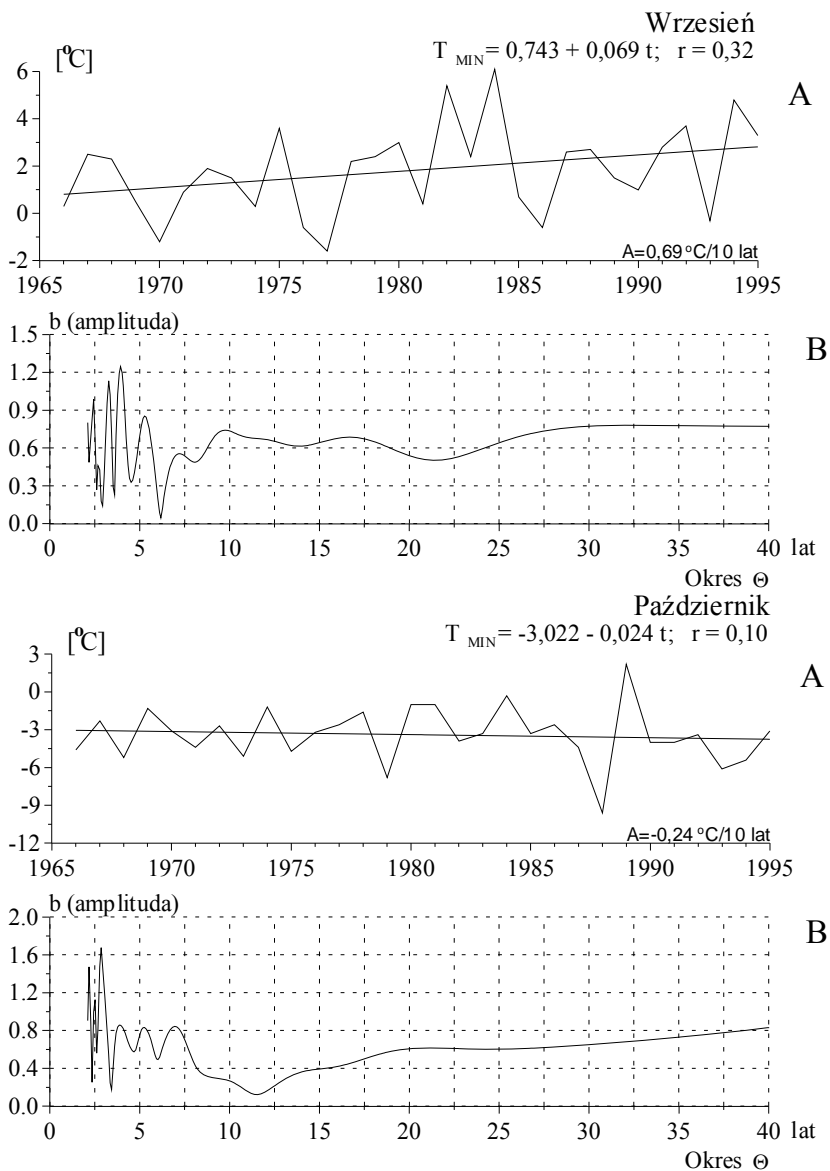 Wrzesień
T MIN = 0,743 + 0,069 t; r = 0,32
[°C]
A
6
4
2
0
-2
A=0,69 °C/10 lat
1965 1970 1975 1980 1985 1990 1995
b (amplituda)
B
1.5
1.2
0.9
0.6
0.3
0.0
0 5 10 15 20 25 30 35 40 lat
Okres Θ
Październik
T MIN = -3,022 - 0,024 t; r = 0,10
[°C]
A
3
0
-3
-6
-9
-12
A=-0,24 °C/10 lat
1965 1970 1975 1980 1985 1990 1995
b (amplituda)
B
2.0
1.6
1.2
0.8
0.4
0.0
0 5 10 15 20 25 30 35 40 lat
Okres Θ